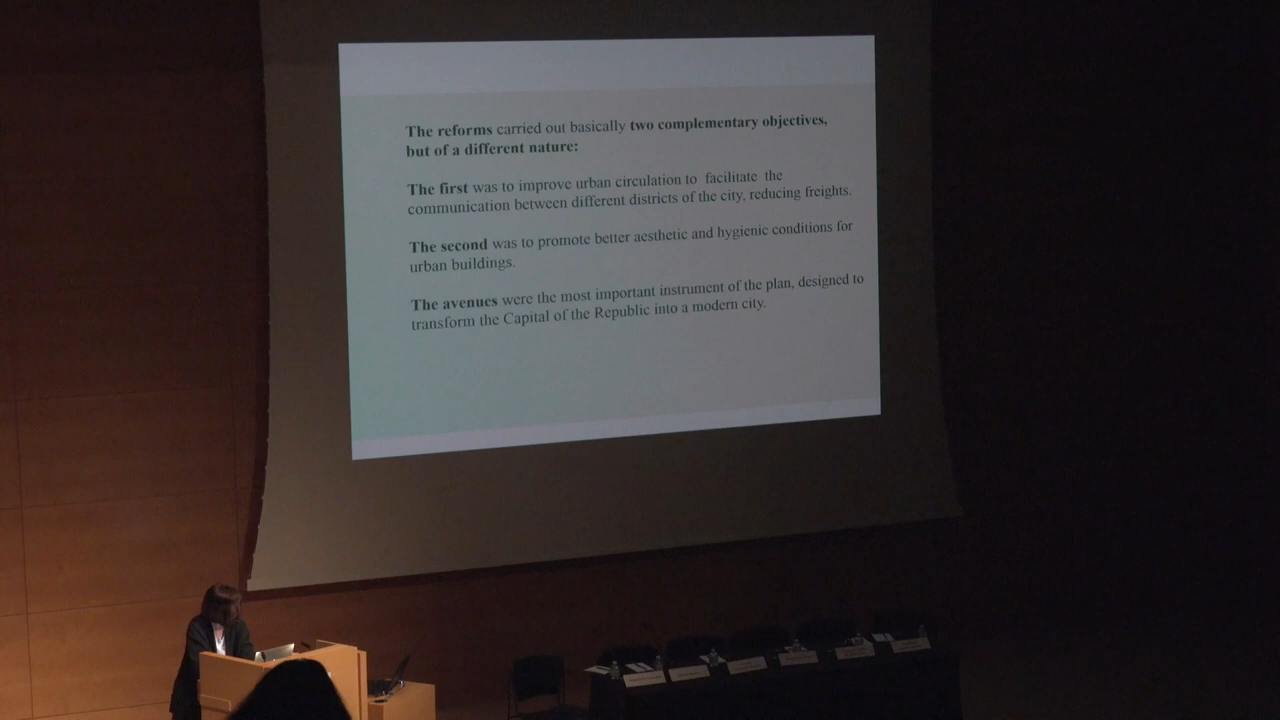 The reforms carried out basically two complementary objectives,
but of a different nature:
The first was to improve urban circulation to facilitate the
communication between different districts of the city, reducing freights.
The second was to promote better aesthetic and hygienic conditions for
urban buildings.
The avenues were the most important instrument of the plan, designed to
transform the Capital of the Republic into a modern city.